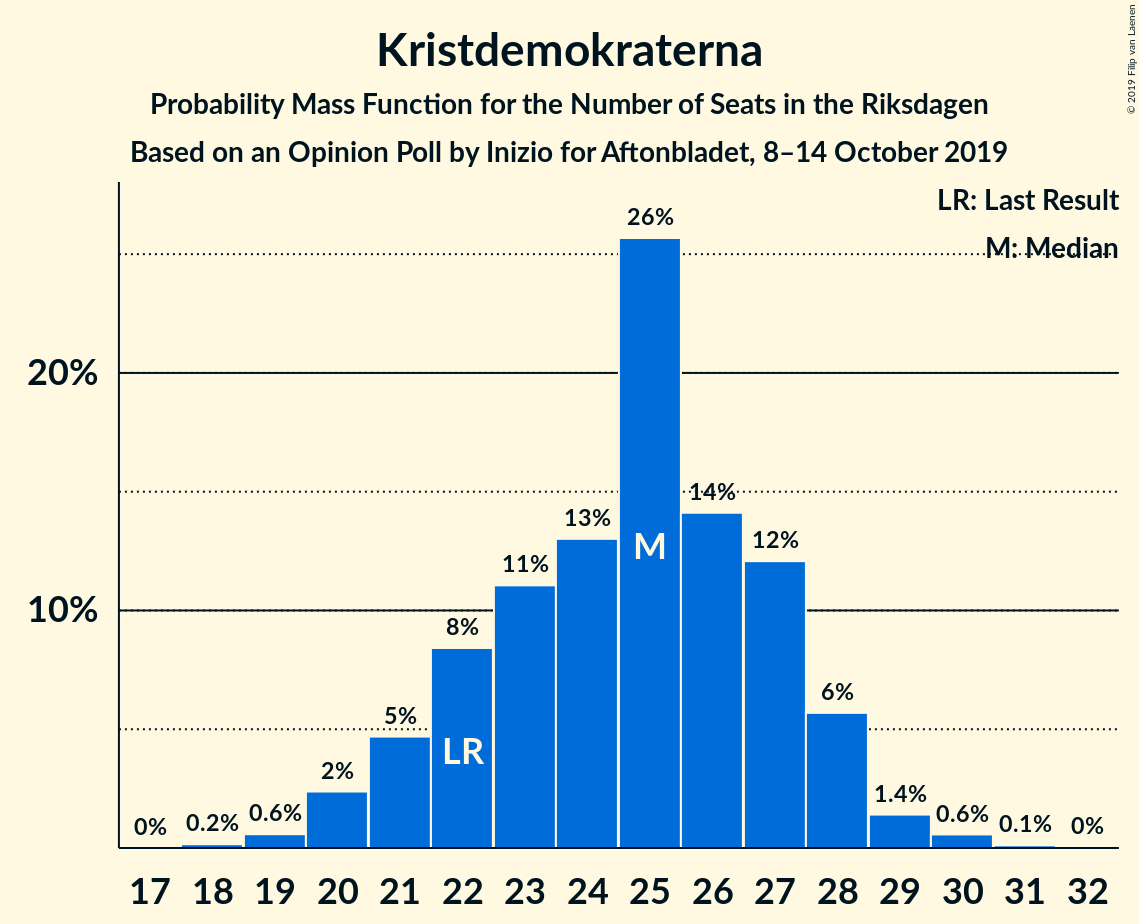 Kristdemokraterna
Probability Mass Function for the Number of Seats in the Riksdagen
Based on an Opinion Poll by Inizio for Aftonbladet, 8–14 October 2019
© 2019 Filip van Laenen
LR: Last Result
M: Median
26%
20%
14%
13%
M
12%
11%
10%
8%
6%
5%
LR
2%
1.4%
0% 0.2% 0.6% 0.6% 0.1% 0%
17 18 19 20 21 22 23 24 25 26 27 28 29 30 31 32